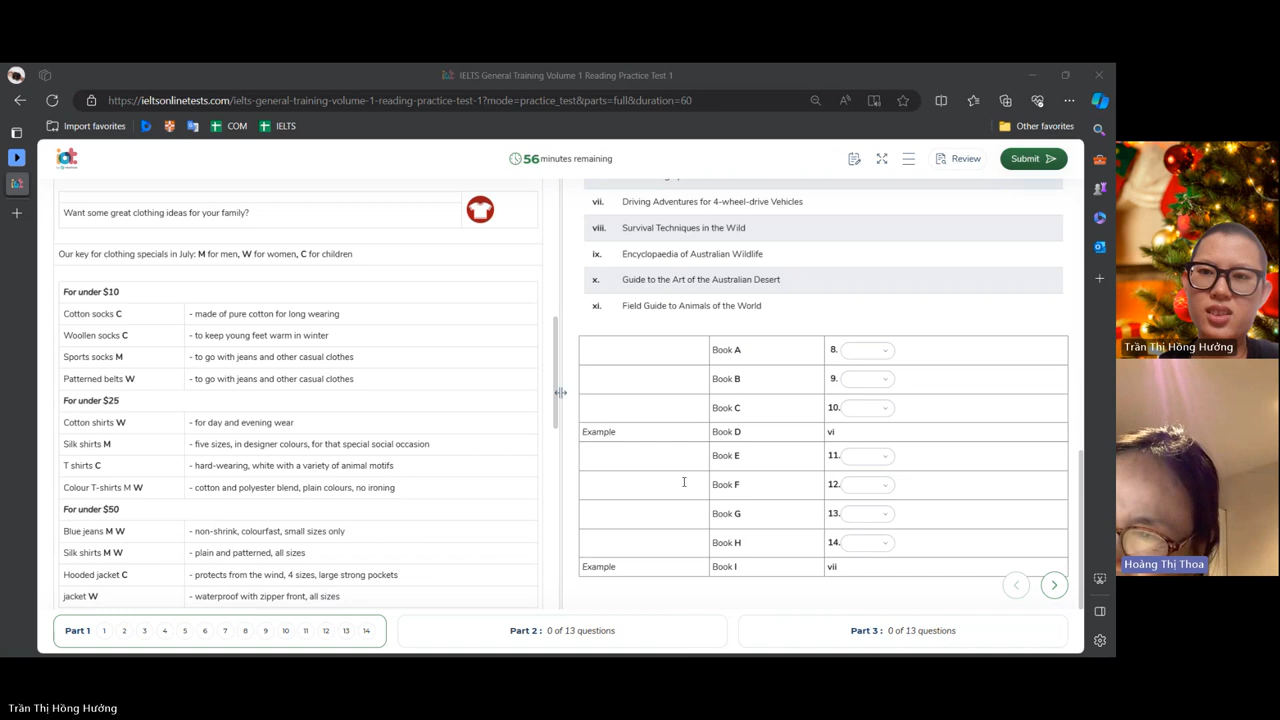 IELTS General Training Volume 1 Reading Practice Test 1
https://ieltsonlinetests.com/ielts-general-training-volume-1-reading-practice-test-1?mode=practice_test&parts=full&duration=60
Import favorites
COM
IELTS
Other favorites
iot
56 minutes remaining
Review
Submit
Want some great clothing ideas for your family?
Our key for clothing specials in July: M for men, W for women, C for children
For under $10
Cotton socks C - made of pure cotton for long wearing
Woollen socks C - to keep young feet warm in winter
Sports socks M - to go with jeans and other casual clothes
Patterned belts W - to go with jeans and other casual clothes
For under $25
Cotton shirts W - for day and evening wear
Silk shirts M - five sizes, in designer colours, for that special social occasion
T shirts C - hard-wearing, white with a variety of animal motifs
Colour T-shirts M W - cotton and polyester blend, plain colours, no ironing
For under $50
Blue jeans M W - non-shrink, colourfast, small sizes only
Silk shirts M W - plain and patterned, all sizes
Hooded jacket C - protects from the wind, 4 sizes, large strong pockets
jacket W - waterproof with zipper front, all sizes
vii. Driving Adventures for 4-wheel-drive Vehicles
viii. Survival Techniques in the Wild
ix. Encyclopaedia of Australian Wildlife
x. Guide to the Art of the Australian Desert
xi. Field Guide to Animals of the World
Book A 8.
Book B 9.
Book C 10.
Example Book D vi
Book E 11.
Book F 12.
Book G 13.
Book H 14.
Example Book I vii
Part 1 1 2 3 4 5 6 7 8 9 10 11 12 13 14
Part 2 : 0 of 13 questions
Part 3 : 0 of 13 questions
Trần Thị Hồng Hưởng
Hoàng Thị Thoa
Trần Thị Hồng Hưởng